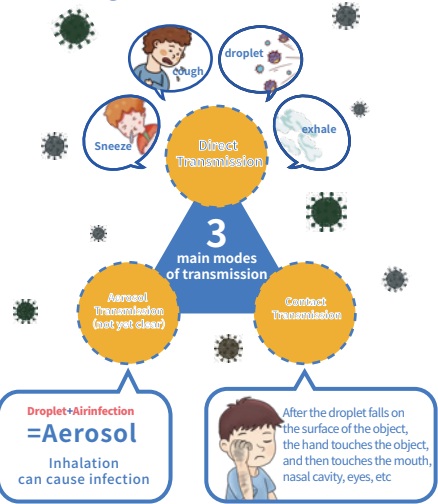 cough
droplet
Sneeze
exhale
Direct
Transmission
3
main modes
of transmission
Aerosol
Transmission
(not yet clear)
Contact
Transmission
Droplet+Airinfection
=Aerosol
Inhalation
can cause infection
After the droplet falls on
the surface of the object,
the hand touches the object,
and then touches the mouth,
nasal cavity, eyes, etc